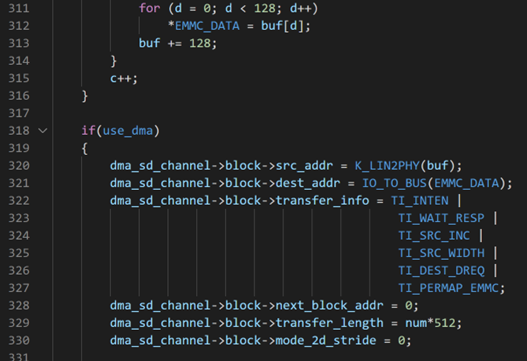 311 for (d = 0; d < 128; d++)
312 *EMMC_DATA = buf[d];
313 buf += 128;
314 }
315 c++;
316 }
317
318 if(use_dma)
319 {
320 dma_sd_channel->block->src_addr = K_LIN2PHY(buf);
321 dma_sd_channel->block->dest_addr = IO_TO_BUS(EMMC_DATA);
322 dma_sd_channel->block->transfer_info = TI_INTEN |
323 TI_WAIT_RESP |
324 TI_SRC_INC |
325 TI_SRC_WIDTH |
326 TI_DEST_DREQ |
327 TI_PERMAP_EMMC;
328 dma_sd_channel->block->next_block_addr = 0;
329 dma_sd_channel->block->transfer_length = num*512;
330 dma_sd_channel->block->mode_2d_stride = 0;
331